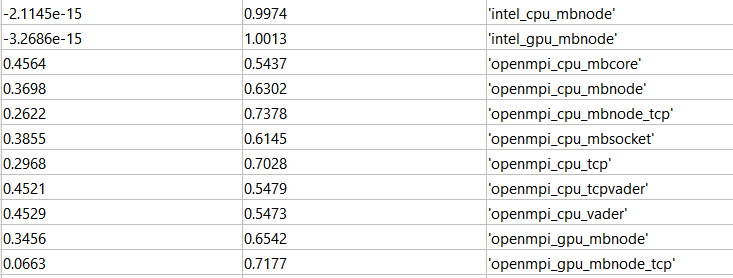 -2.1145e-15 0.9974 'intel_cpu_mbnode'
-3.2686e-15 1.0013 'intel_gpu_mbnode'
0.4564 0.5437 'openmpi_cpu_mbcore'
0.3698 0.6302 'openmpi_cpu_mbnode'
0.2622 0.7378 'openmpi_cpu_mbnode_tcp'
0.3855 0.6145 'openmpi_cpu_mbsocket'
0.2968 0.7028 'openmpi_cpu_tcp'
0.4521 0.5479 'openmpi_cpu_tcpvader'
0.4529 0.5473 'openmpi_cpu_vader'
0.3456 0.6542 'openmpi_gpu_mbnode'
0.0663 0.7177 'openmpi_gpu_mbnode_tcp'